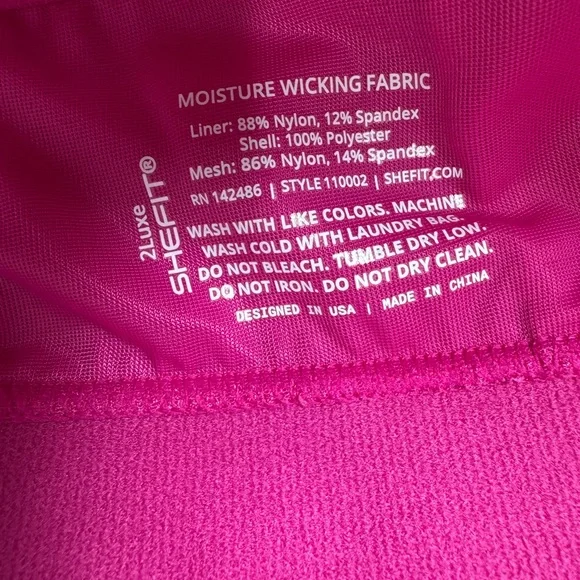 2Luxe
SHEFIT®
MOISTURE WICKING FABRIC
Liner: 88% Nylon, 12% Spandex
Shell: 100% Polyester
Mesh: 86% Nylon, 14% Spandex
RN 142486 | STYLE 110002 | SHEFIT.COM
WASH WITH LIKE COLORS. MACHINE
WASH COLD WITH LAUNDRY BAG.
DO NOT BLEACH. TUMBLE DRY LOW.
DO NOT IRON. DO NOT DRY CLEAN.
DESIGNED IN USA | MADE IN CHINA